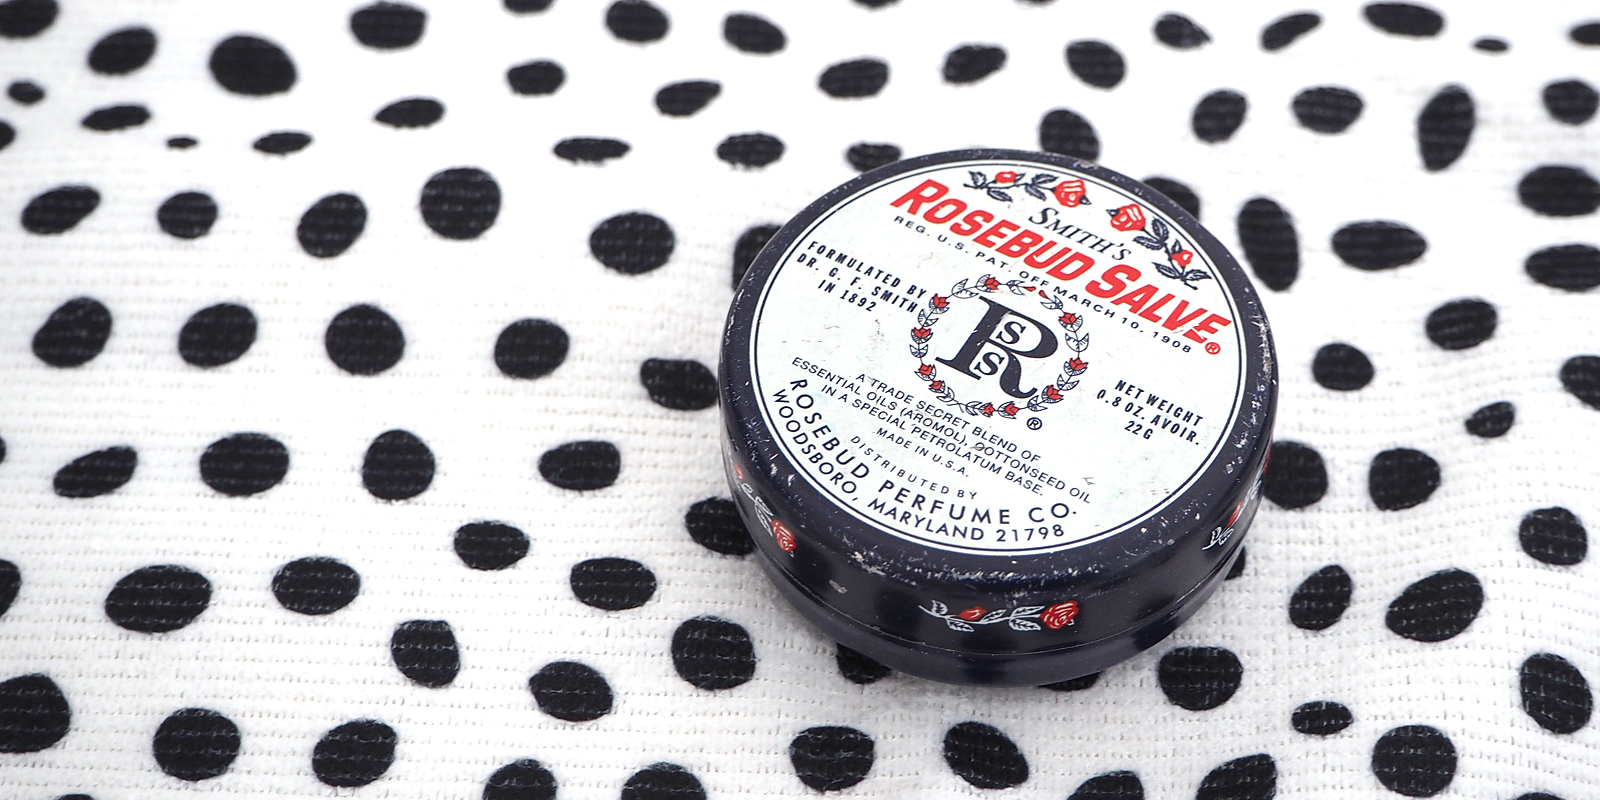 SMITH'S
ROSEBUD SALVE®
REG. U.S. PAT. OFF MARCH 10, 1908
FORMULATED BY
DR. G. F. SMITH
IN 1892
R
S
S
®
NET WEIGHT
0.8 OZ. AVOIR.
22G
A TRADE SECRET BLEND OF
ESSENTIAL OILS (AROMOL), COTTONSEED OIL
IN A SPECIAL PETROLATUM BASE.
MADE IN U.S.A.
DISTRIBUTED BY
ROSEBUD PERFUME CO.
WOODSBORO, MARYLAND 21798